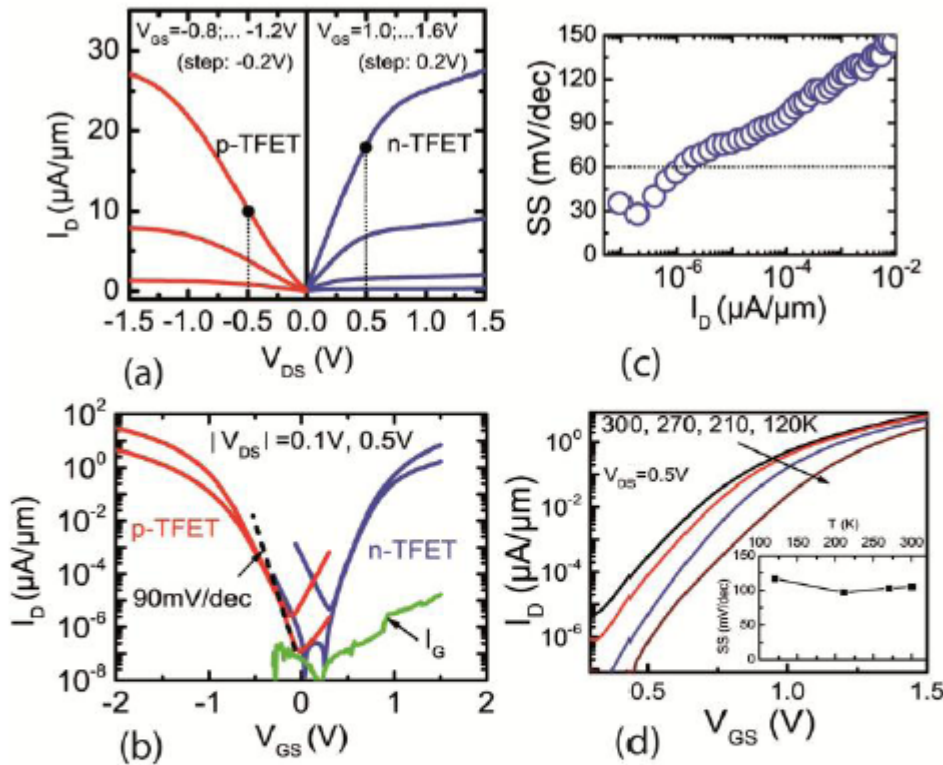 V_GS=-0.8;... -1.2V
(step: -0.2V)
V_GS=1.0;...1.6V
(step: 0.2V)
p-TFET
n-TFET
I_D (µA/µm)
30
20
10
0
-1.5 -1.0 -0.5 0.0 0.5 1.0 1.5
V_DS (V)
(a)
SS (mV/dec)
150
120
90
60
30
0
10^-6 10^-4 10^-2
I_D (µA/µm)
(c)
I_D (µA/µm)
10^2
10^0
10^-2
10^-4
10^-6
10^-8
|V_DS| =0.1V, 0.5V
p-TFET
n-TFET
90mV/dec
I_G
-2 -1 0 1 2
V_GS (V)
(b)
I_D (µA/µm)
10^0
10^-2
10^-4
10^-6
300, 270, 210, 120K
V_DS=0.5V
T (K)
100 150 200 250 300
SS (mV/dec)
150
100
50
0
0.5 1.0 1.5
V_GS (V)
(d)